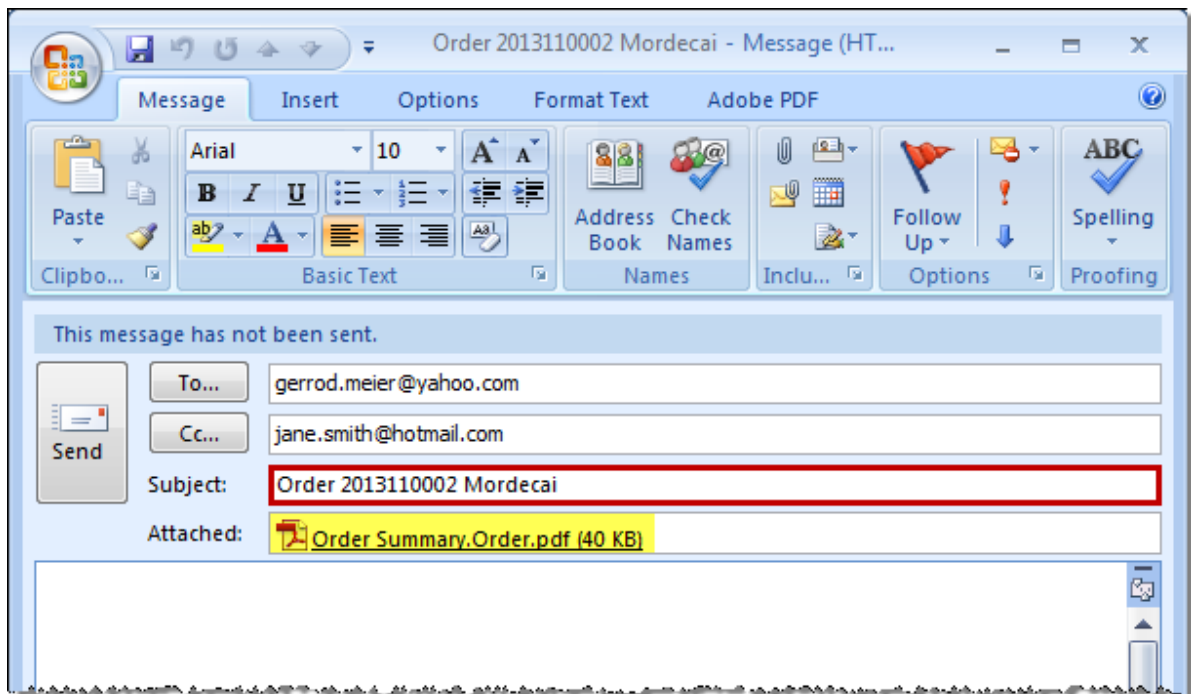 Order 2013110002 Mordecai - Message (HT...
Message Insert Options Format Text Adobe PDF
Arial 10 A A ABC
Paste B I U Address Book Check Names Follow Up Spelling
ab A Aa
Clipbo... Basic Text Names Inclu... Options Proofing
This message has not been sent.
To... gerrod.meier@yahoo.com
Send Cc... jane.smith@hotmail.com
Subject: Order 2013110002 Mordecai
Attached: Order Summary.Order.pdf (40 KB)